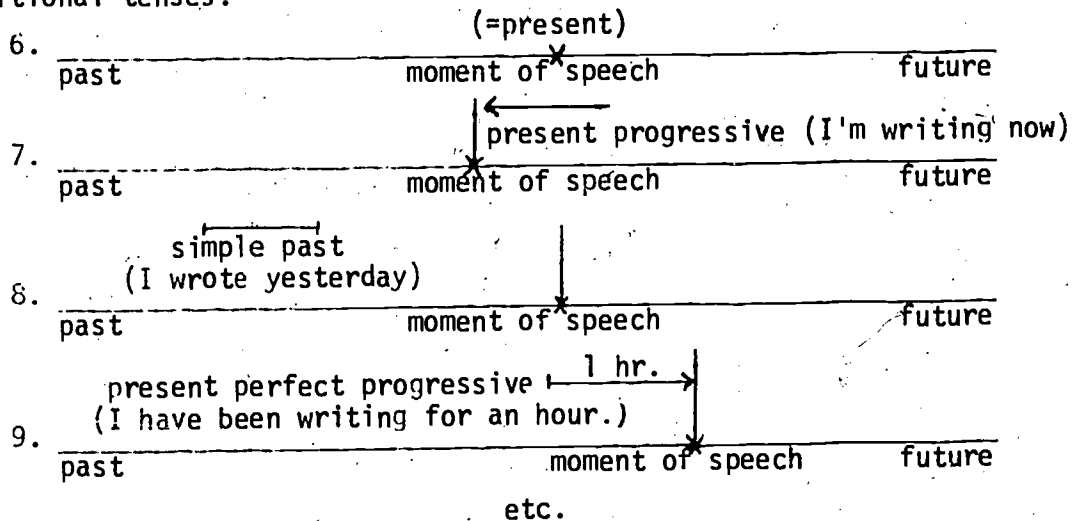 (=present)
6.
past moment of speech future
present progressive (I'm writing now)
7.
past moment of speech future
simple past
(I wrote yesterday)
8.
past moment of speech future
1 hr.
present perfect progressive
(I have been writing for an hour.)
9.
past moment of speech future
etc.